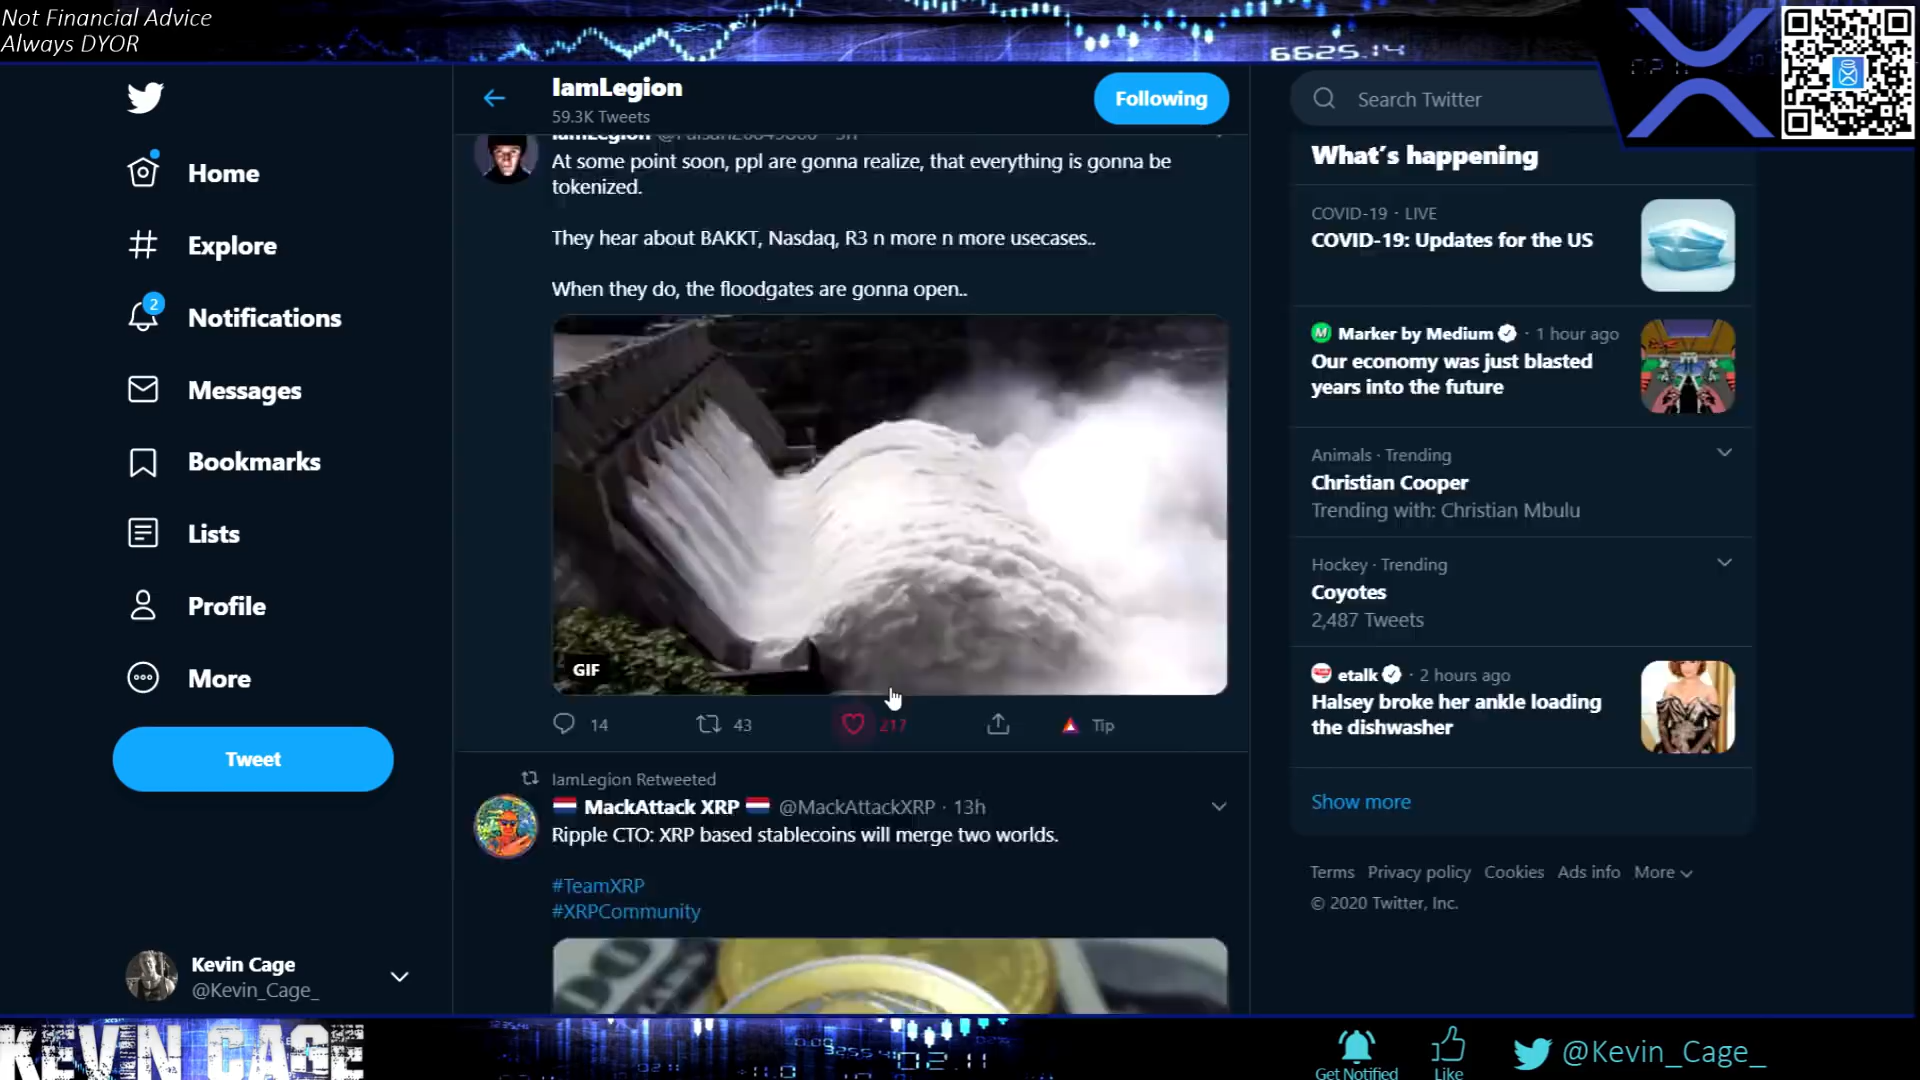 Not Financial Advice
Always DYOR
6625.14
IamLegion
59.3K Tweets
Following
Search Twitter
Home
Explore
2
Notifications
Messages
Bookmarks
Lists
Profile
More
Tweet
Kevin Cage
@Kevin_Cage_
IamLegion
At some point soon, ppl are gonna realize, that everything is gonna be
tokenized.
They hear about BAKKT, Nasdaq, R3 n more n more usecases..
When they do, the floodgates are gonna open..
GIF
14
43
217
Tip
IamLegion Retweeted
MackAttack XRP @MackAttackXRP · 13h
Ripple CTO: XRP based stablecoins will merge two worlds.
#TeamXRP
#XRPCommunity
What's happening
COVID-19 · LIVE
COVID-19: Updates for the US
Marker by Medium · 1 hour ago
Our economy was just blasted
years into the future
Animals · Trending
Christian Cooper
Trending with: Christian Mbulu
Hockey · Trending
Coyotes
2,487 Tweets
etalk · 2 hours ago
Halsey broke her ankle loading
the dishwasher
Show more
Terms Privacy policy Cookies Ads info More
© 2020 Twitter, Inc.
KEVIN CAGE
02.11
Get Notified
Like
@Kevin_Cage_